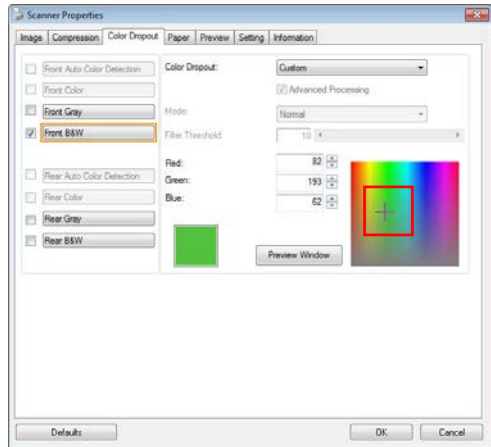 Scanner Properties
Image Compression Color Dropout Paper Preview Setting Information
Front Auto Color Detection
Front Color
Front Gray
Front B&W
Rear Auto Color Detection
Rear Color
Rear Gray
Rear B&W
Color Dropout: Custom
Advanced Processing
Mode: Normal
Filter Threshold: 10
Red: 82
Green: 193
Blue: 62
Preview Window
Defaults OK Cancel